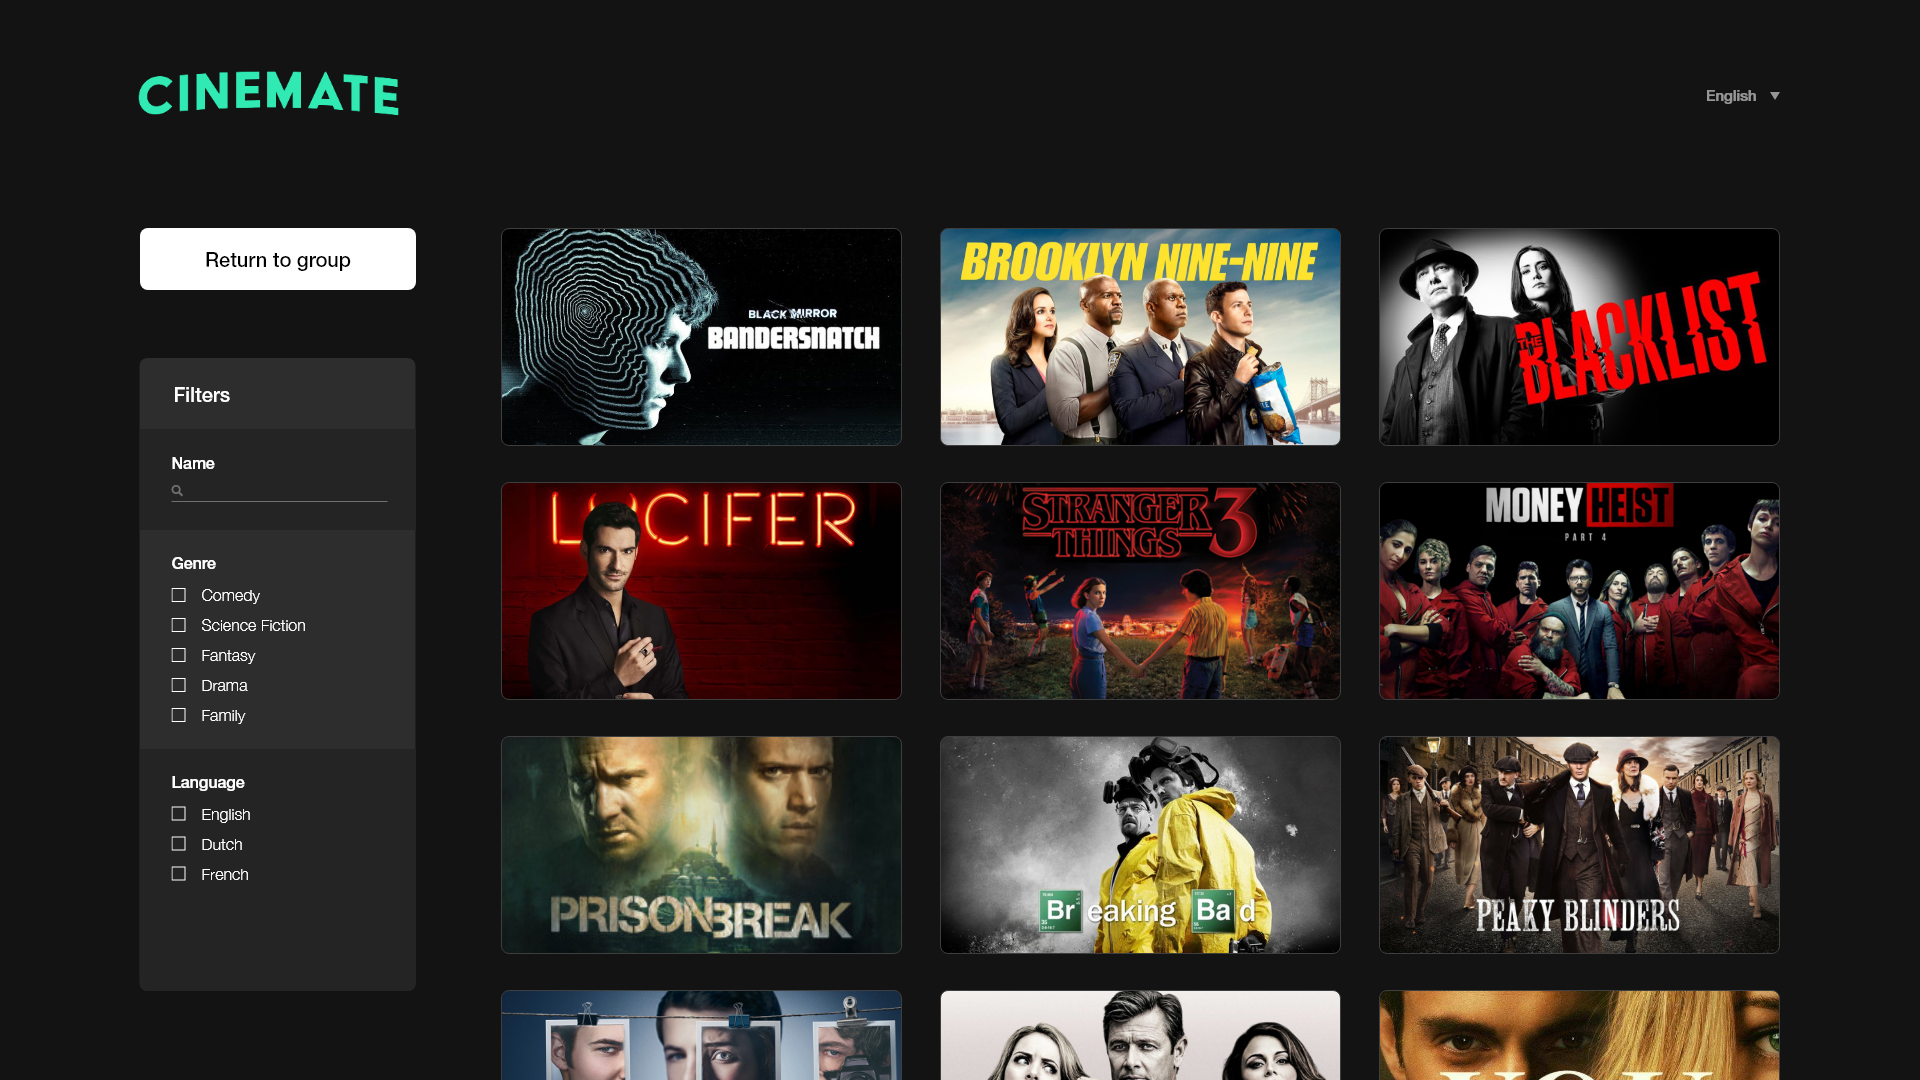 CINEMATE
English
Return to group
Filters
Name
Genre
Comedy
Science Fiction
Fantasy
Drama
Family
Language
English
Dutch
French
BLACK MIRROR
BANDERSNATCH
BROOKLYN NINE-NINE
THE BLACKLIST
LUCIFER
STRANGER THINGS 3
MONEY HEIST
PART 4
PRISON BREAK
Breaking Bad
PEAKY BLINDERS
YOU